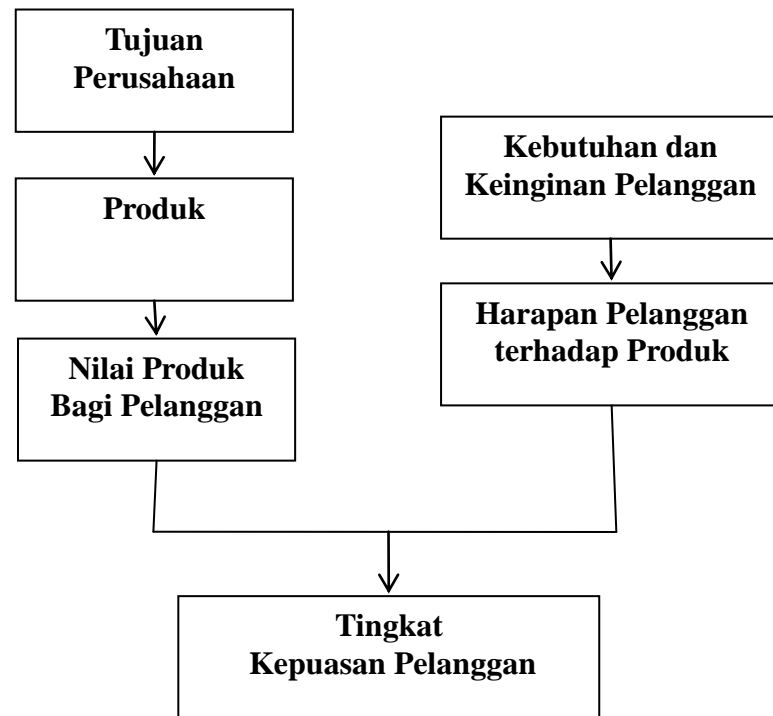 Tujuan
Perusahaan
Produk
Nilai Produk
Bagi Pelanggan
Kebutuhan dan
Keinginan Pelanggan
Harapan Pelanggan
terhadap Produk
Tingkat
Kepuasan Pelanggan